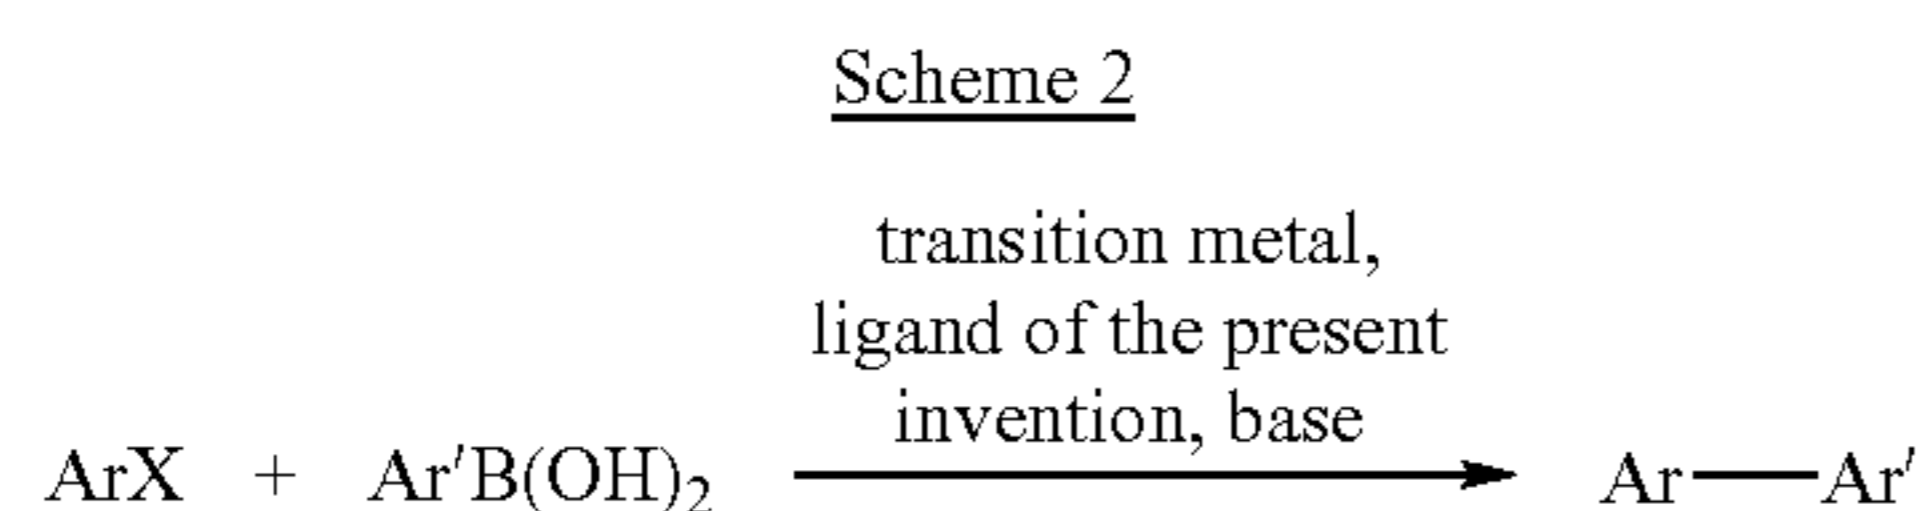 Scheme 2
transition metal,
ligand of the present
invention, base
ArX + Ar′B(OH)₂ Ar—Ar′